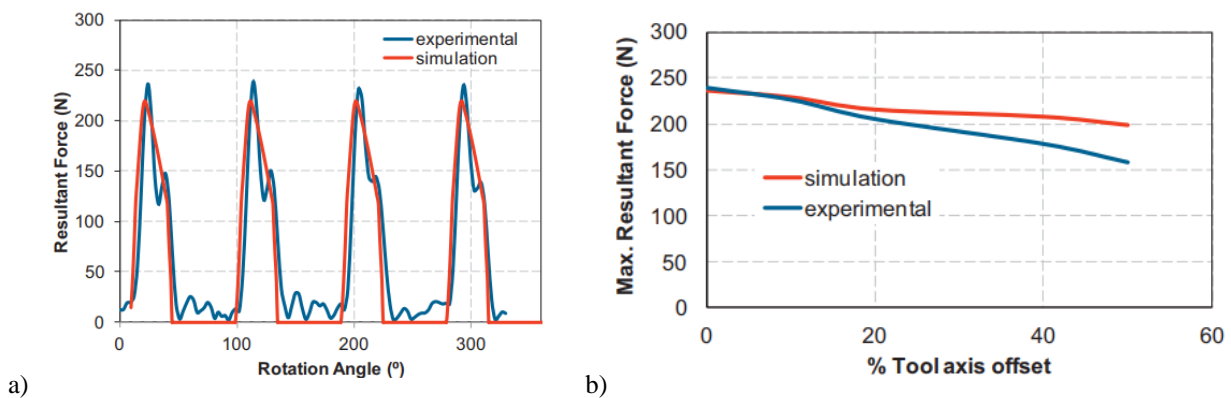 300
250
200
150
100
50
0
Resultant Force (N)
experimental
simulation
0
100
200
300
Rotation Angle (º)
a)
300
250
200
150
100
50
0
Max. Resultant Force (N)
simulation
experimental
0
20
40
60
% Tool axis offset
b)